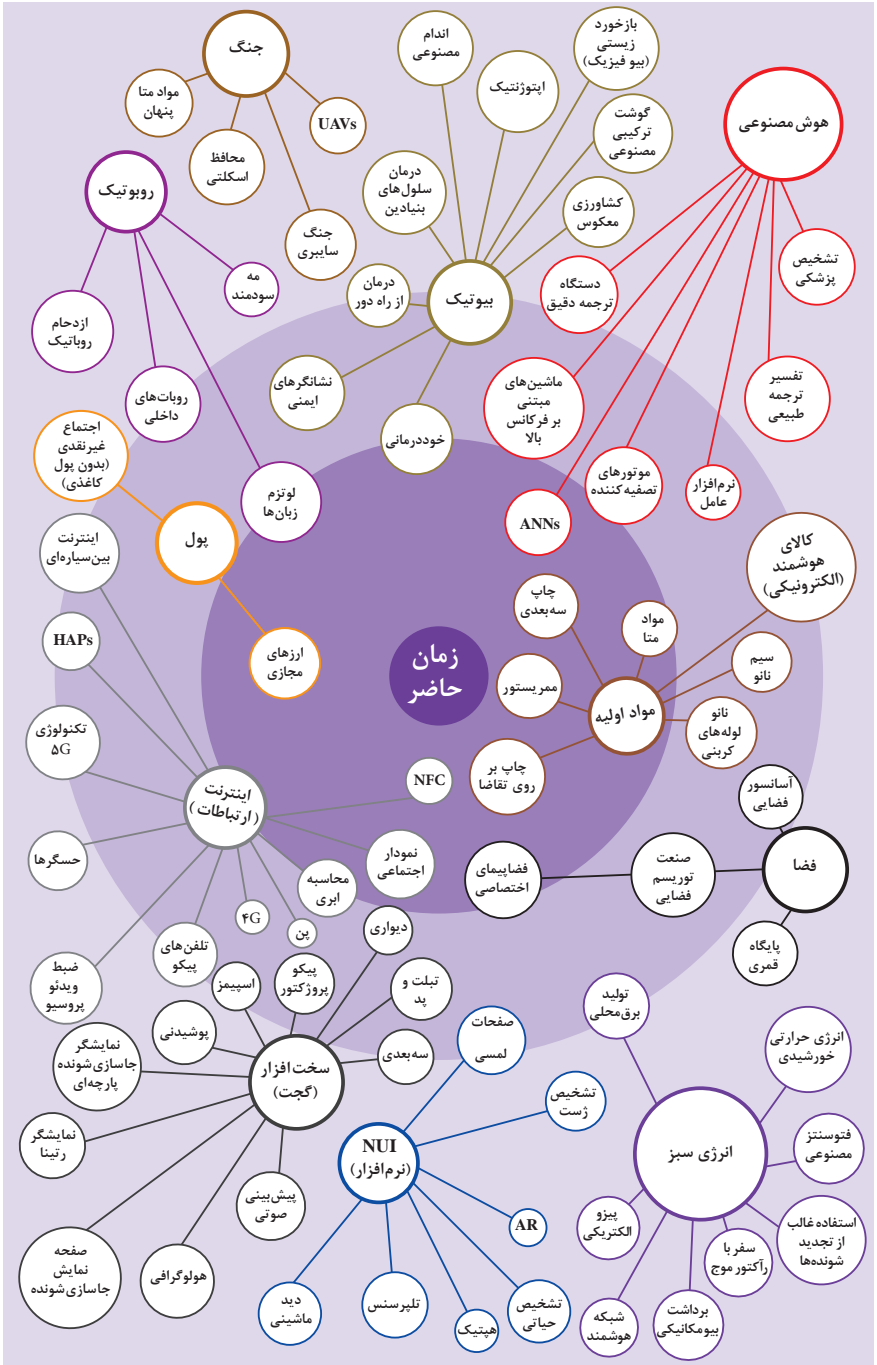 جنگ
مواد متا
پنهان
محافظ
اسکلتی
UAVs
جنگ
سایبری
روبوتیک
ازدحام
روباتیک
روبات‌های
داخلی
مه
سودمند
لوتزم
زبان‌ها
بیوتیک
اندام
مصنوعی
اپتوژنتیک
بازخورد
زیستی
(بیو فیزیک)
گوشت
ترکیبی
مصنوعی
کشاورزی
معکوس
درمان
سلول‌های
بنیادین
درمان
از راه دور
نشانگرهای
ایمنی
خوددرمانی
هوش مصنوعی
تشخیص
پزشکی
دستگاه
ترجمه دقیق
تفسیر
ترجمه
طبیعی
ماشین‌های
مبتنی
بر فرکانس
بالا
موتورهای
تصفیه کننده
نرم‌افزار
عامل
ANNs
پول
اجتماع
غیرنقدی
(بدون پول
کاغذی)
ارزهای
مجازی
زمان
حاضر
مواد اولیه
کالای
هوشمند
(الکترونیکی)
چاپ
سه‌بعدی
مواد
متا
سیم
نانو
ممریستور
نانو
لوله‌های
کربنی
چاپ بر
روی تقاضا
اینترنت
(ارتباطات)
اینترنت
بین‌سیاره‌ای
HAPs
تکنولوژی
۵G
حسگرها
ضبط
ویدئو
پروسیو
تلفن‌های
پیکو
۴G
پن
محاسبه
ابری
نمودار
اجتماعی
NFC
فضا
آسانسور
فضایی
صنعت
توریسم
فضایی
فضاپیمای
اختصاصی
پایگاه
قمری
سخت‌افزار
(گجت)
دیواری
پیکو
پروژکتور
اسپیمز
تبلت و
پد
پوشیدنی
سه‌بعدی
نمایشگر
جاسازی‌شونده
پارچه‌ای
نمایشگر
رتینا
پیش‌بینی
صوتی
هولوگرافی
صفحه
نمایش
جاسازی‌شونده
NUI
(نرم‌افزار)
صفحات
لمسی
تشخیص
ژست
AR
تشخیص
حیاتی
هپتیک
تلپرسنس
دید
ماشینی
انرژی سبز
تولید
برق‌محلی
انرژی حرارتی
خورشیدی
فتوسنتز
مصنوعی
استفاده غالب
از تجدید
شونده‌ها
سفر با
رآکتور موج
برداشت
بیومکانیکی
شبکه
هوشمند
پیزو
الکتریکی